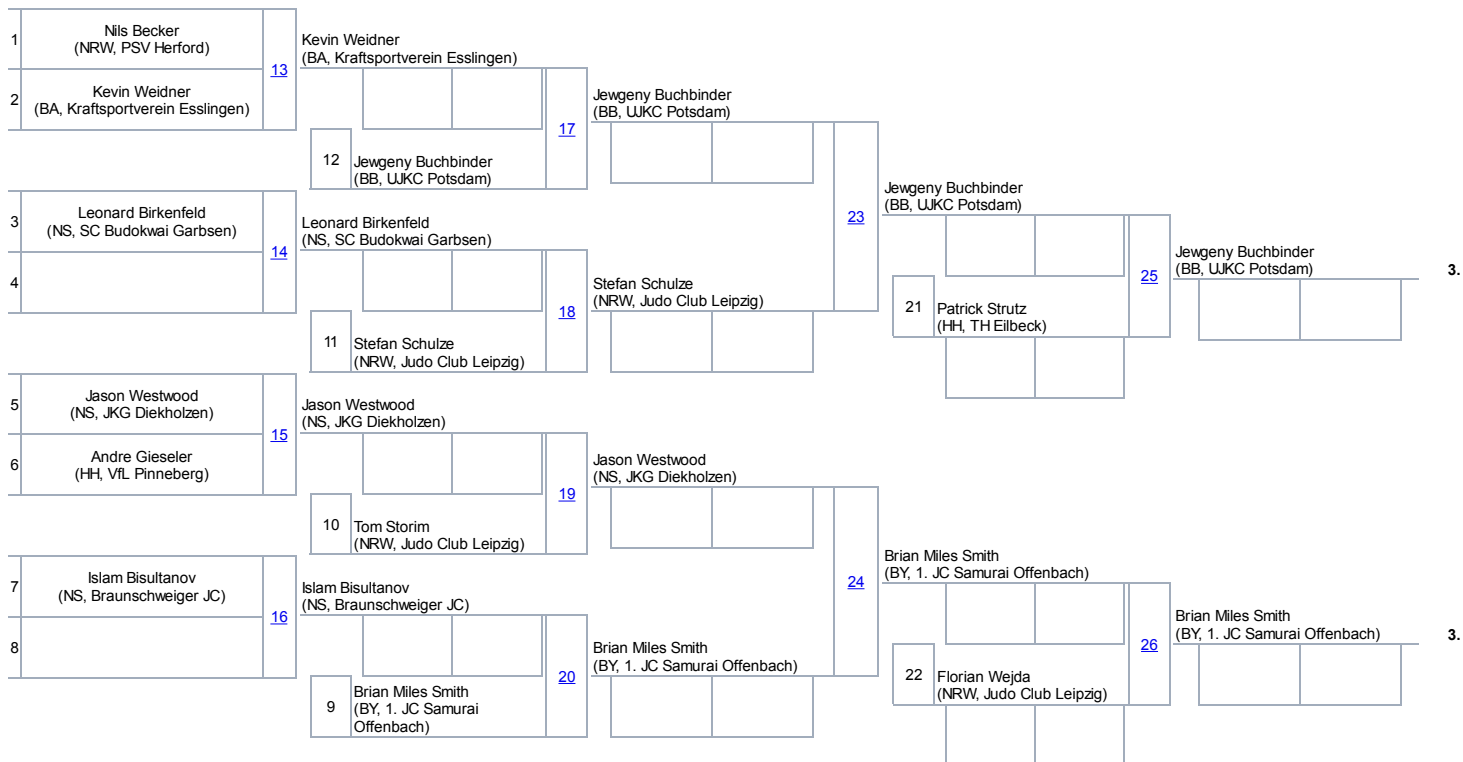 1
Nils Becker
(NRW, PSV Herford)
13
2
Kevin Weidner
(BA, Kraftsportverein Esslingen)
3
Leonard Birkenfeld
(NS, SC Budokwai Garbsen)
14
4
5
Jason Westwood
(NS, JKG Diekholzen)
15
6
Andre Gieseler
(HH, VfL Pinneberg)
7
Islam Bisultanov
(NS, Braunschweiger JC)
16
8
Kevin Weidner
(BA, Kraftsportverein Esslingen)
17
12
Jewgeny Buchbinder
(BB, UJKC Potsdam)
Leonard Birkenfeld
(NS, SC Budokwai Garbsen)
18
11
Stefan Schulze
(NRW, Judo Club Leipzig)
Jason Westwood
(NS, JKG Diekholzen)
19
10
Tom Storim
(NRW, Judo Club Leipzig)
Islam Bisultanov
(NS, Braunschweiger JC)
20
9
Brian Miles Smith
(BY, 1. JC Samurai
Offenbach)
Jewgeny Buchbinder
(BB, UJKC Potsdam)
23
Stefan Schulze
(NRW, Judo Club Leipzig)
Jason Westwood
(NS, JKG Diekholzen)
24
Brian Miles Smith
(BY, 1. JC Samurai Offenbach)
Jewgeny Buchbinder
(BB, UJKC Potsdam)
25
21
Patrick Strutz
(HH, TH Eilbeck)
Brian Miles Smith
(BY, 1. JC Samurai Offenbach)
26
22
Florian Wejda
(NRW, Judo Club Leipzig)
Jewgeny Buchbinder
(BB, UJKC Potsdam)
3.
Brian Miles Smith
(BY, 1. JC Samurai Offenbach)
3.